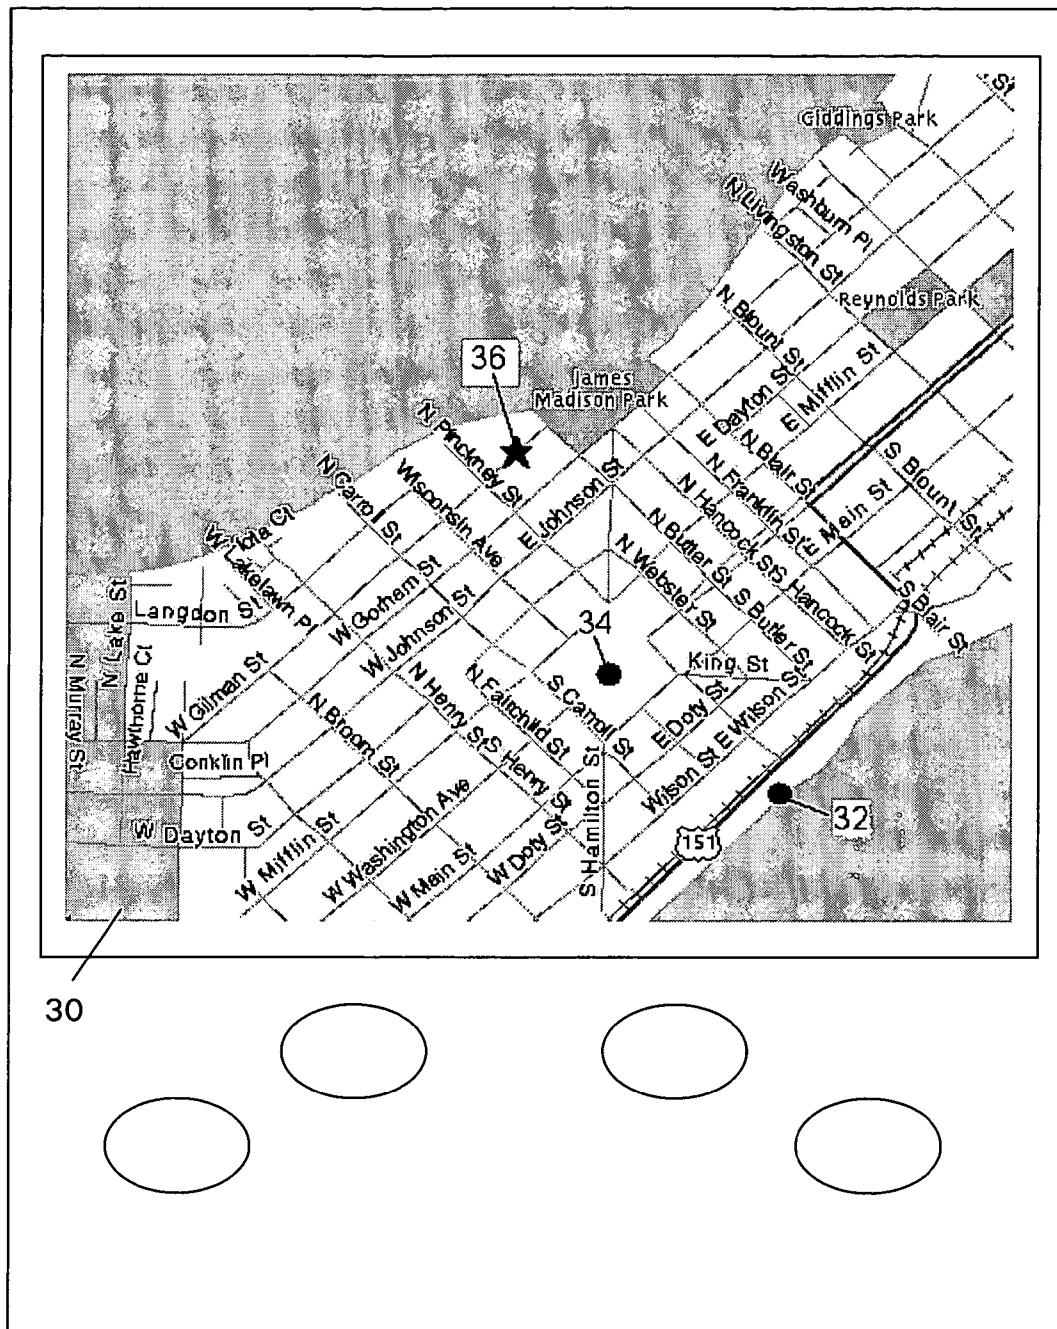 St
Giddings Park
Washburn Pl
N Livingston St
Reynolds Park
N Blount St
36
James
Madison Park
E Dayton St
E Mifflin St
N Pinckney St
N Blair St
S Blount St
N Carroll St
Wisconsin Ave
E Johnson St
N Franklin St
N Hancock St
E Main St
Iota Ct
W Lakelawn Pl
N Butler St
N Webster St
S Hancock St
S Blair St
Langdon St
W Gorham St
W Johnson St
34
S Butler St
King St
N Lake St
N Murray St
Hawthorne Ct
W Gilman St
N Henry St
N Fairchild St
S Carroll St
E Doty St
E Wilson St
N Broom St
Conklin Pl
S Henry St
Wilson St
W Dayton St
W Mifflin St
W Washington Ave
W Main St
W Doty St
S Hamilton St
151
32
30